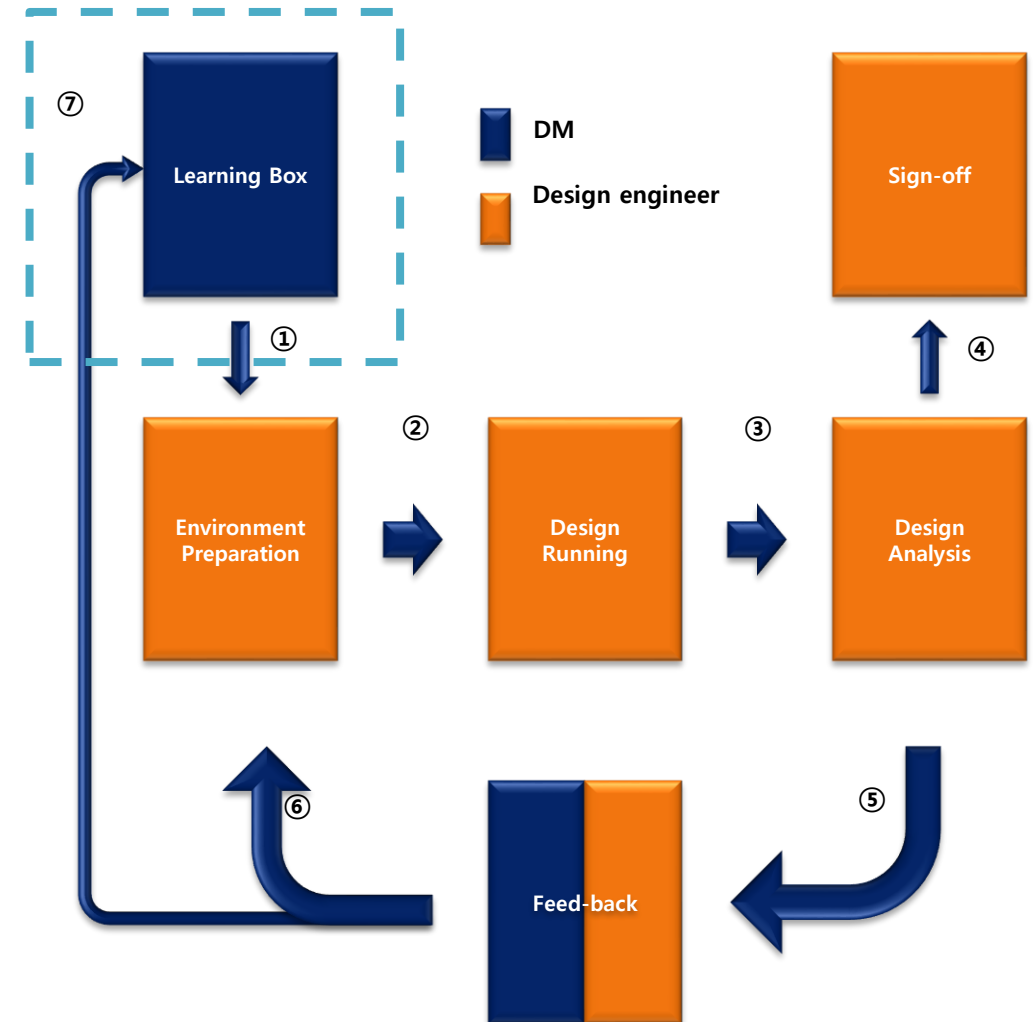 ⑦
Learning Box
DM
Design engineer
Sign-off
①
④
②
③
Environment
Preparation
Design
Running
Design
Analysis
⑥
⑤
Feed-back